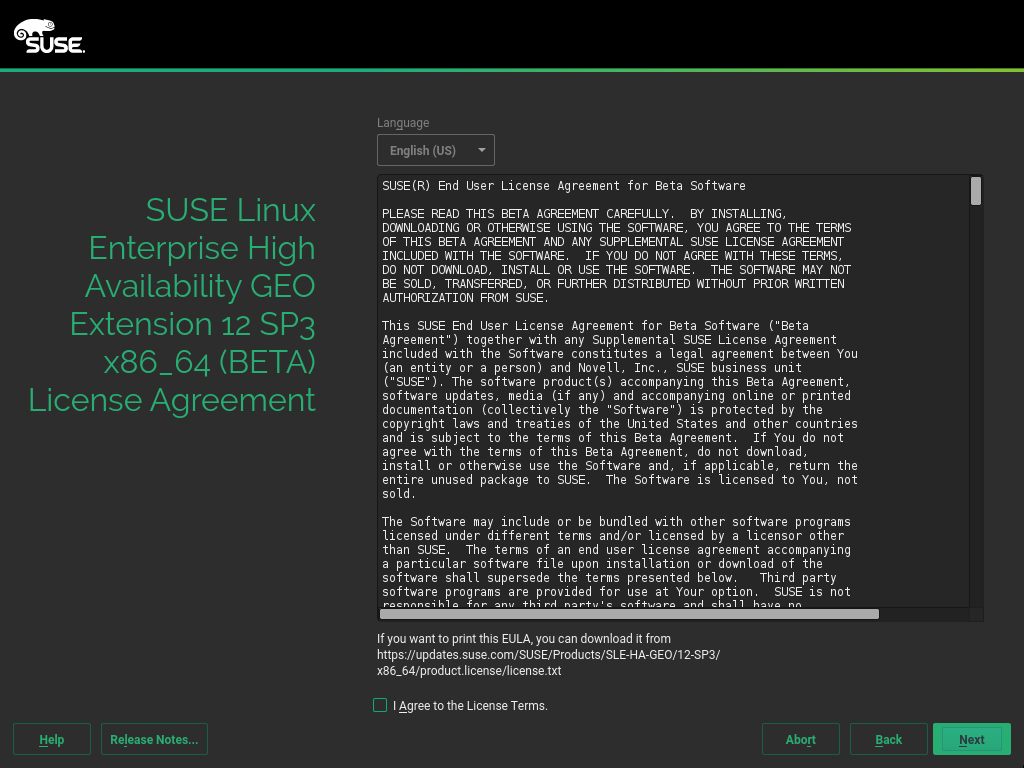 SUSE.
Language
English (US)
SUSE Linux
Enterprise High
Availability GEO
Extension 12 SP3
x86_64 (BETA)
License Agreement
SUSE(R) End User License Agreement for Beta Software
PLEASE READ THIS BETA AGREEMENT CAREFULLY.  BY INSTALLING,
DOWNLOADING OR OTHERWISE USING THE SOFTWARE, YOU AGREE TO THE TERMS
OF THIS BETA AGREEMENT AND ANY SUPPLEMENTAL SUSE LICENSE AGREEMENT
INCLUDED WITH THE SOFTWARE.  IF YOU DO NOT AGREE WITH THESE TERMS,
DO NOT DOWNLOAD, INSTALL OR USE THE SOFTWARE.  THE SOFTWARE MAY NOT
BE SOLD, TRANSFERRED, OR FURTHER DISTRIBUTED WITHOUT PRIOR WRITTEN
AUTHORIZATION FROM SUSE.
This SUSE End User License Agreement for Beta Software ("Beta
Agreement") together with any Supplemental SUSE License Agreement
included with the Software constitutes a legal agreement between You
(an entity or a person) and Novell, Inc., SUSE business unit
("SUSE"). The software product(s) accompanying this Beta Agreement,
software updates, media (if any) and accompanying online or printed
documentation (collectively the "Software") is protected by the
copyright laws and treaties of the United States and other countries
and is subject to the terms of this Beta Agreement.  If You do not
agree with the terms of this Beta Agreement, do not download,
install or otherwise use the Software and, if applicable, return the
entire unused package to SUSE.  The Software is licensed to You, not
sold.
The Software may include or be bundled with other software programs
licensed under different terms and/or licensed by a licensor other
than SUSE.  The terms of an end user license agreement accompanying
a particular software file upon installation or download of the
software shall supersede the terms presented below.   Third party
software programs are provided for use at Your option.  SUSE is not
responsible for any third party's software and shall have no
If you want to print this EULA, you can download it from
https://updates.suse.com/SUSE/Products/SLE-HA-GEO/12-SP3/
x86_64/product.license/license.txt
I Agree to the License Terms.
Help
Release Notes...
Abort
Back
Next